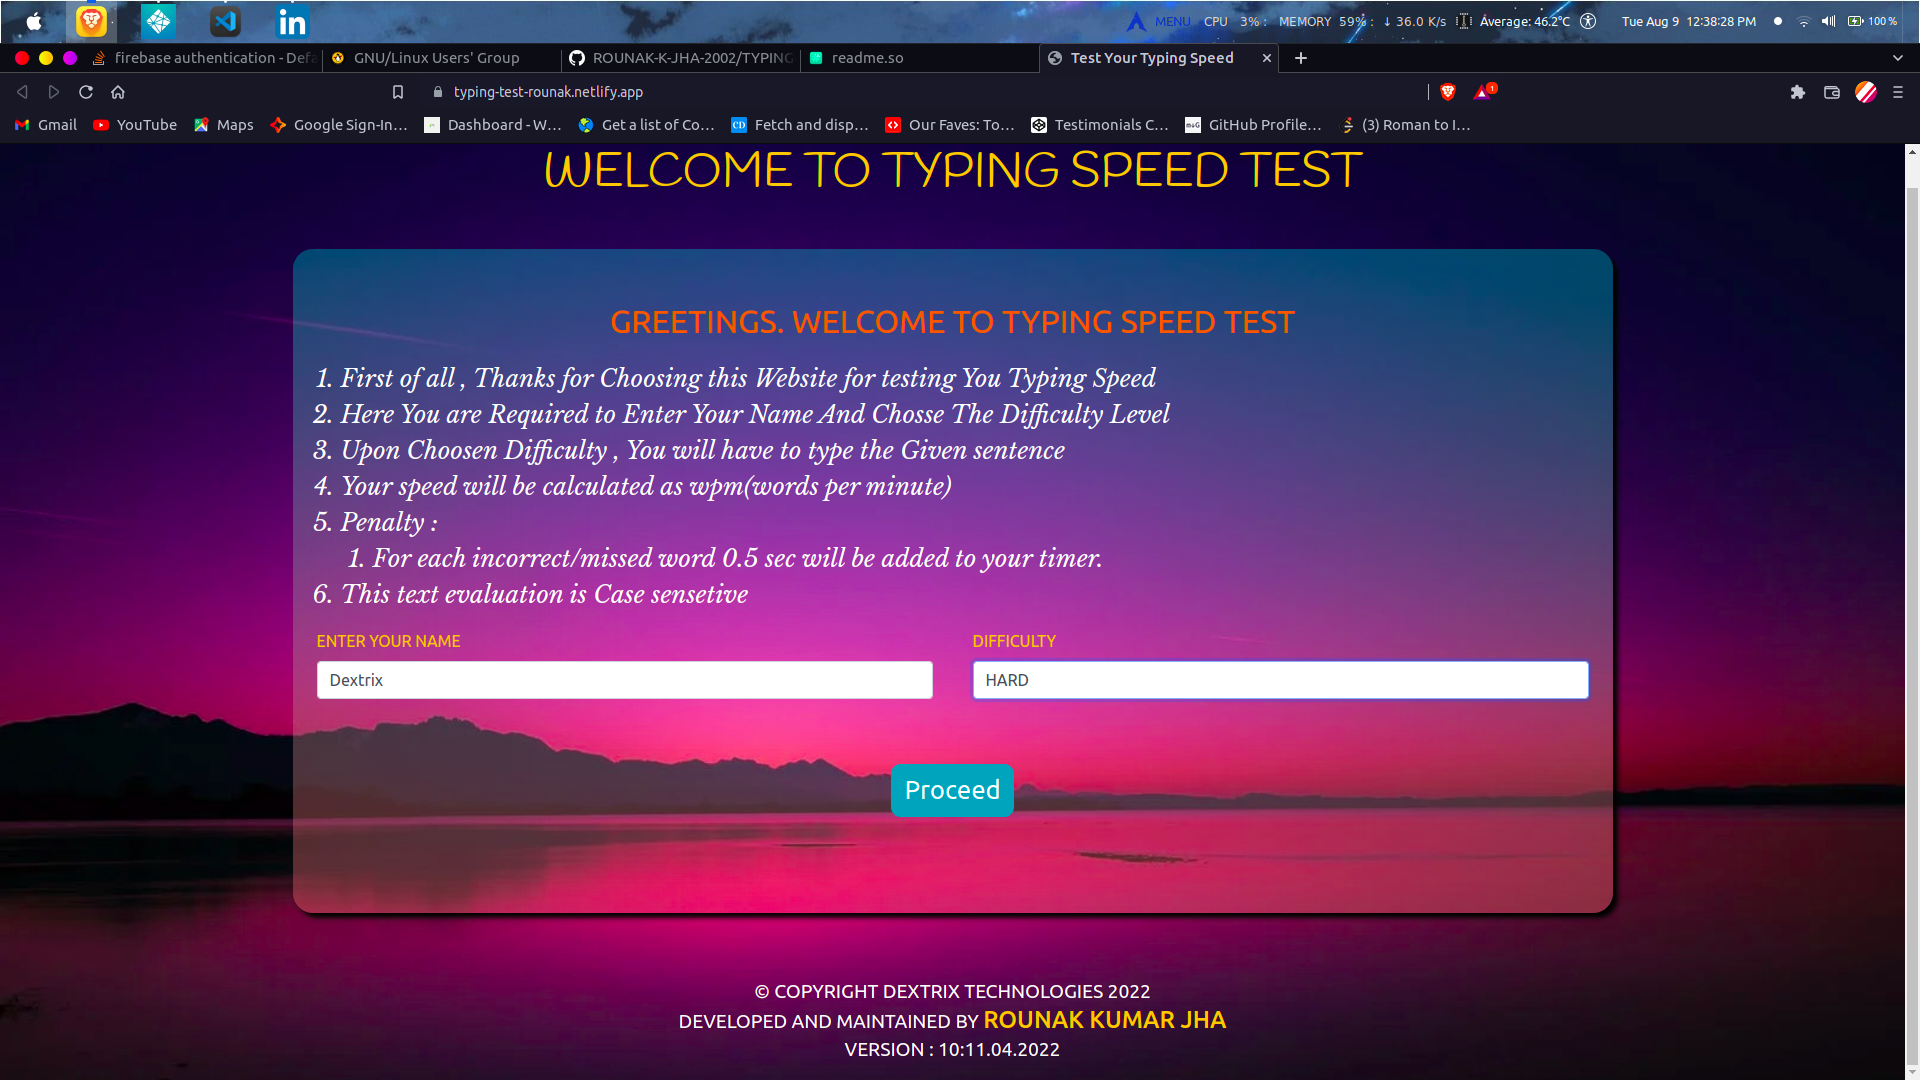 MENU CPU 3% : MEMORY 59% : ↓ 36.0 K/s Average: 46.2°C Tue Aug 9 12:38:28 PM 100 %
firebase authentication - Defa GNU/Linux Users' Group ROUNAK-K-JHA-2002/TYPING readme.so Test Your Typing Speed
typing-test-rounak.netlify.app 1
Gmail YouTube Maps Google Sign-In... Dashboard - W... Get a list of Co... Fetch and disp... Our Faves: To... Testimonials C... GitHub Profile... (3) Roman to I...
WELCOME TO TYPING SPEED TEST
GREETINGS. WELCOME TO TYPING SPEED TEST
1. First of all , Thanks for Choosing this Website for testing You Typing Speed
2. Here You are Required to Enter Your Name And Chosse The Difficulty Level
3. Upon Choosen Difficulty , You will have to type the Given sentence
4. Your speed will be calculated as wpm(words per minute)
5. Penalty :
1. For each incorrect/missed word 0.5 sec will be added to your timer.
6. This text evaluation is Case sensetive
ENTER YOUR NAME DIFFICULTY
Dextrix HARD
Proceed
© COPYRIGHT DEXTRIX TECHNOLOGIES 2022
DEVELOPED AND MAINTAINED BY ROUNAK KUMAR JHA
VERSION : 10:11.04.2022